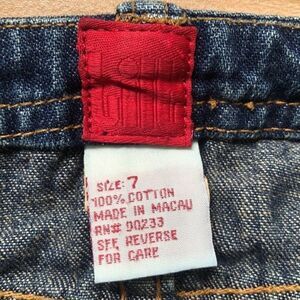 SIZE: 7
100% COTTON
MADE IN MACAU
RN# 90233
SEE REVERSE
FOR CARE